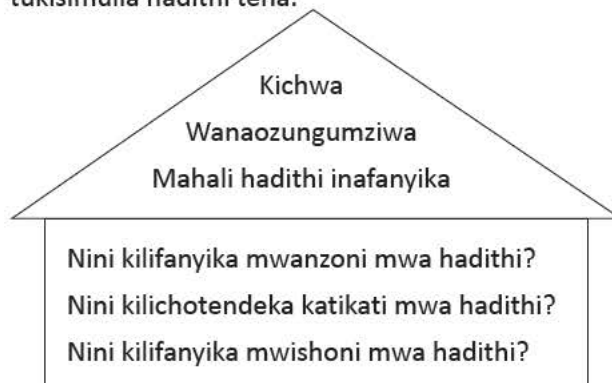 tukisimulia hadithi tena.
Kichwa
Wanaozungumziwa
Mahali hadithi inafanyika
Nini kilifanyika mwanzoni mwa hadithi?
Nini kilichotendeka katikati mwa hadithi?
Nini kilifanyika mwishoni mwa hadithi?